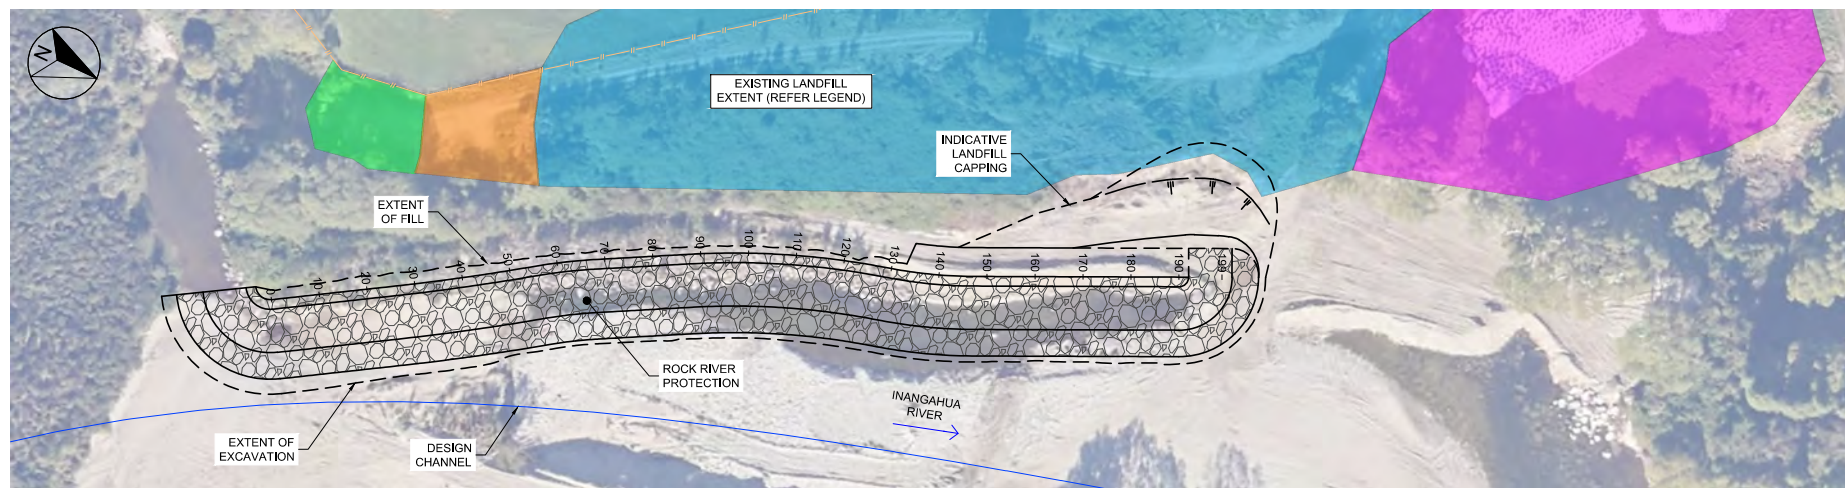 N
EXISTING LANDFILL
EXTENT (REFER LEGEND)
INDICATIVE
LANDFILL
CAPPING
EXTENT
OF FILL
0
10
20
30
40
50
60
70
80
90
100
110
120
130
140
150
160
170
180
190
199
ROCK RIVER
PROTECTION
INANGAHUA
RIVER
EXTENT OF
EXCAVATION
DESIGN
CHANNEL